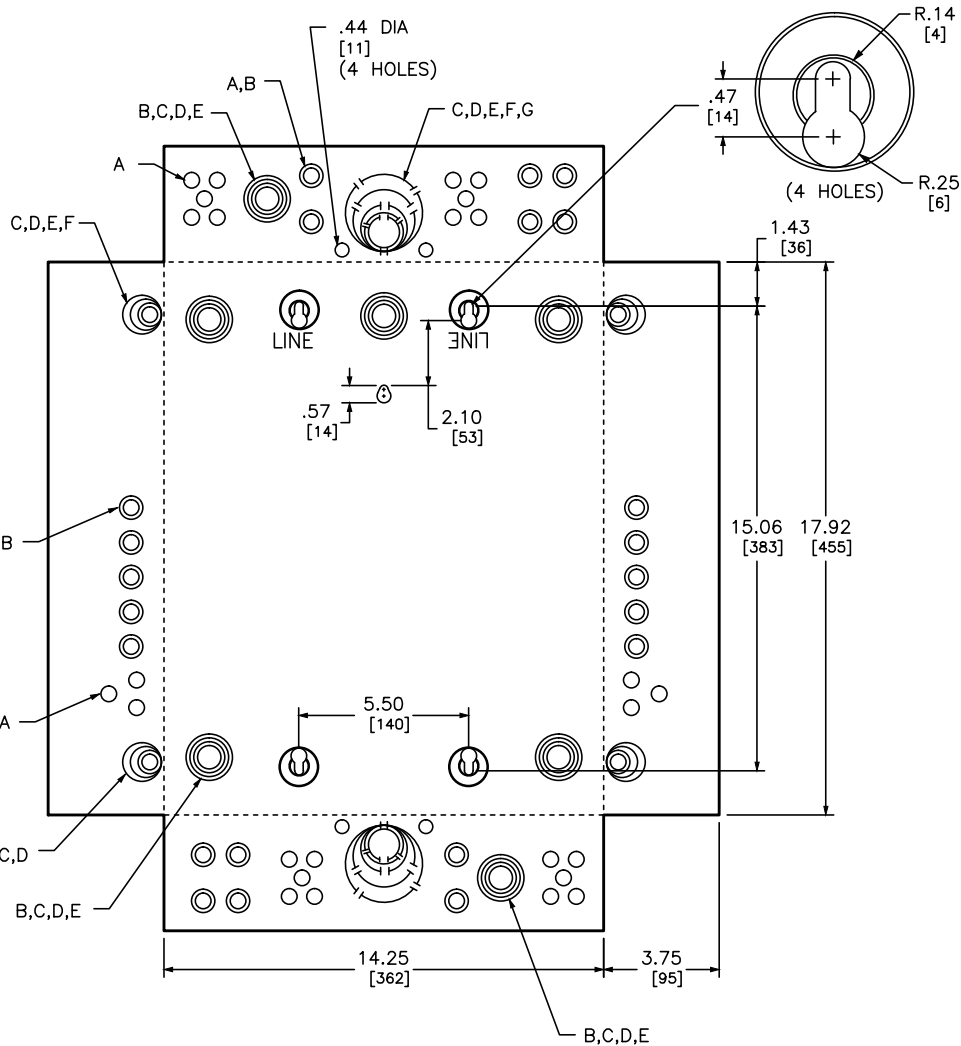 .44 DIA
[11]
(4 HOLES)
R.14
[4]
A,B
B,C,D,E
C,D,E,F,G
.47
[14]
A
(4 HOLES)
R.25
[6]
C,D,E,F
1.43
[36]
LINE
LINE
.57
[14]
2.10
[53]
B
15.06
[383]
17.92
[455]
A
5.50
[140]
C,D
B,C,D,E
14.25
[362]
3.75
[95]
B,C,D,E